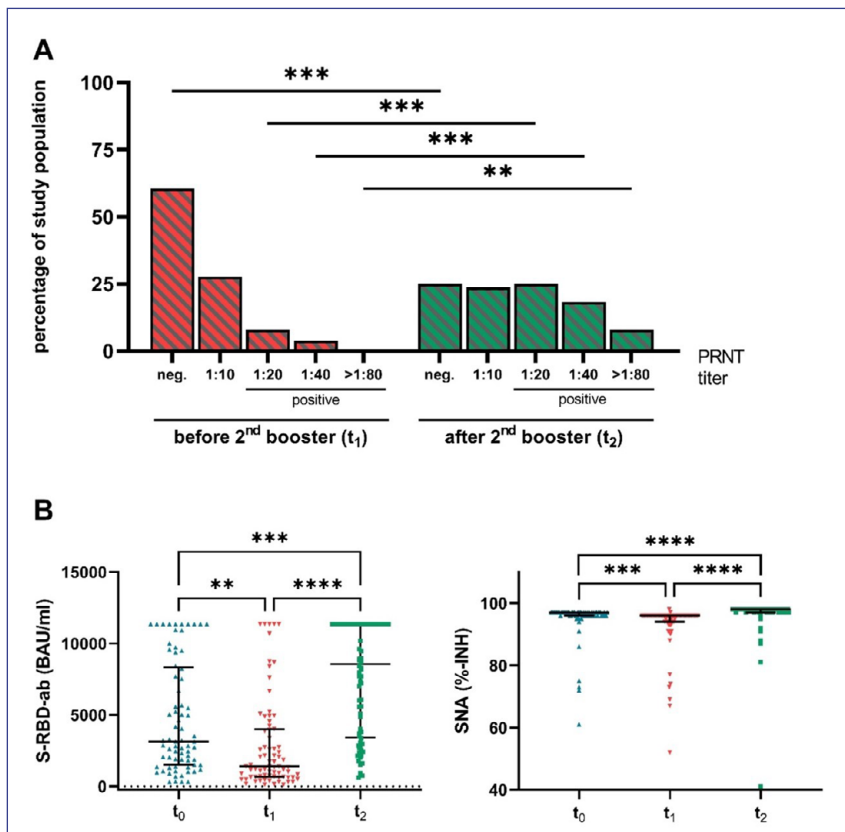 A
***
***
***
**
percentage of study population
100
75
50
25
0
neg. 1:10 1:20 1:40 >1:80 neg. 1:10 1:20 1:40 >1:80
PRNT
titer
positive positive
before 2nd booster (t1) after 2nd booster (t2)
B
*** ****
** **** *** ****
S-RBD-ab (BAU/ml)
15000
10000
5000
0
t0 t1 t2
SNA (%-INH)
100
80
60
40
t0 t1 t2